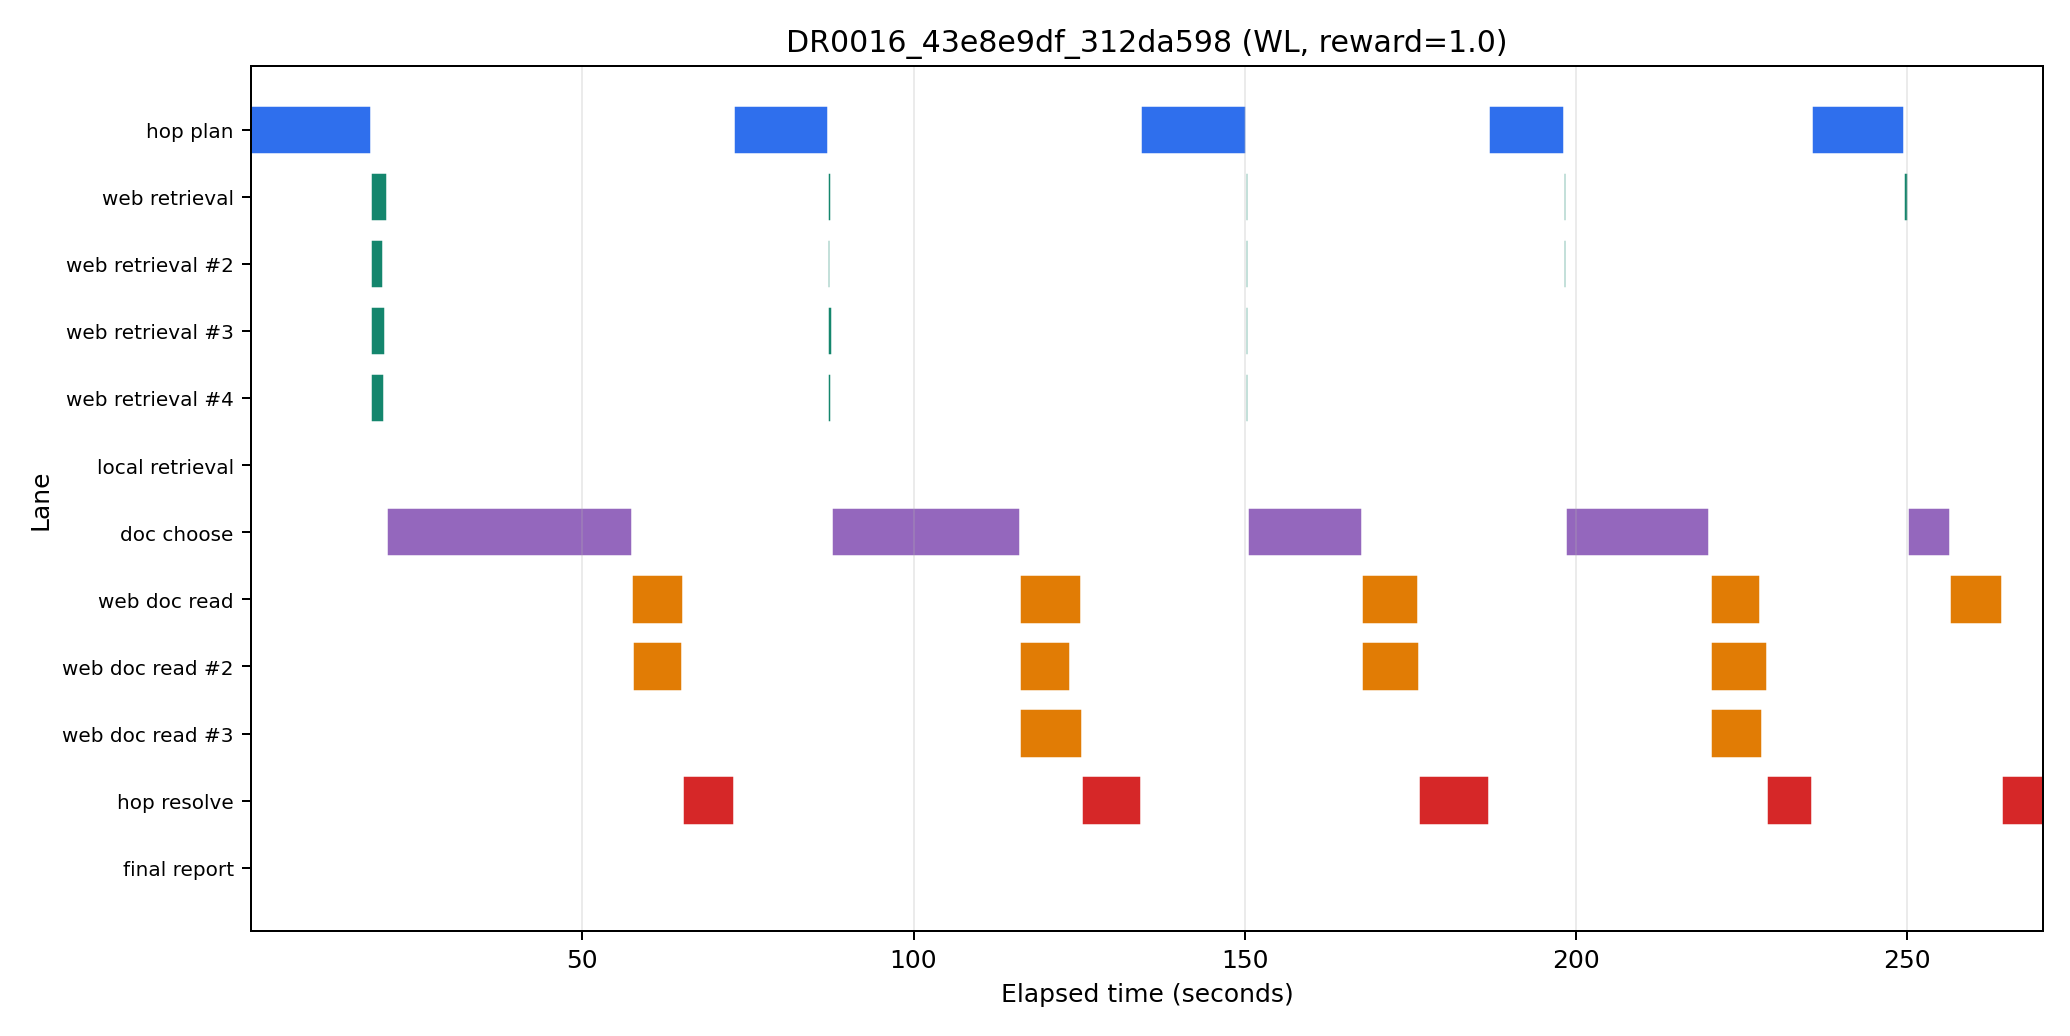 DR0016_43e8e9df_312da598 (WL, reward=1.0)
Lane
hop plan
web retrieval
web retrieval #2
web retrieval #3
web retrieval #4
local retrieval
doc choose
web doc read
web doc read #2
web doc read #3
hop resolve
final report
50 100 150 200 250
Elapsed time (seconds)